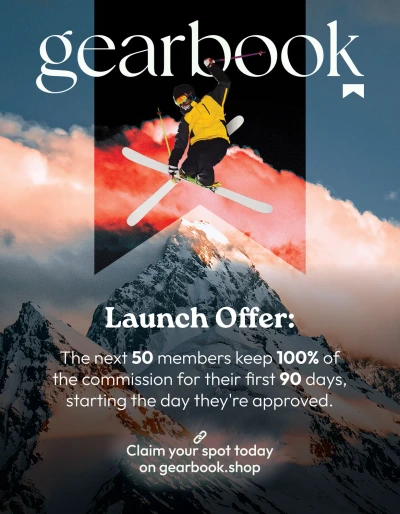 gearbook
Launch Offer:
The next 50 members keep 100% of
the commission for their first 90 days,
starting the day they're approved.
Claim your spot today
on gearbook.shop